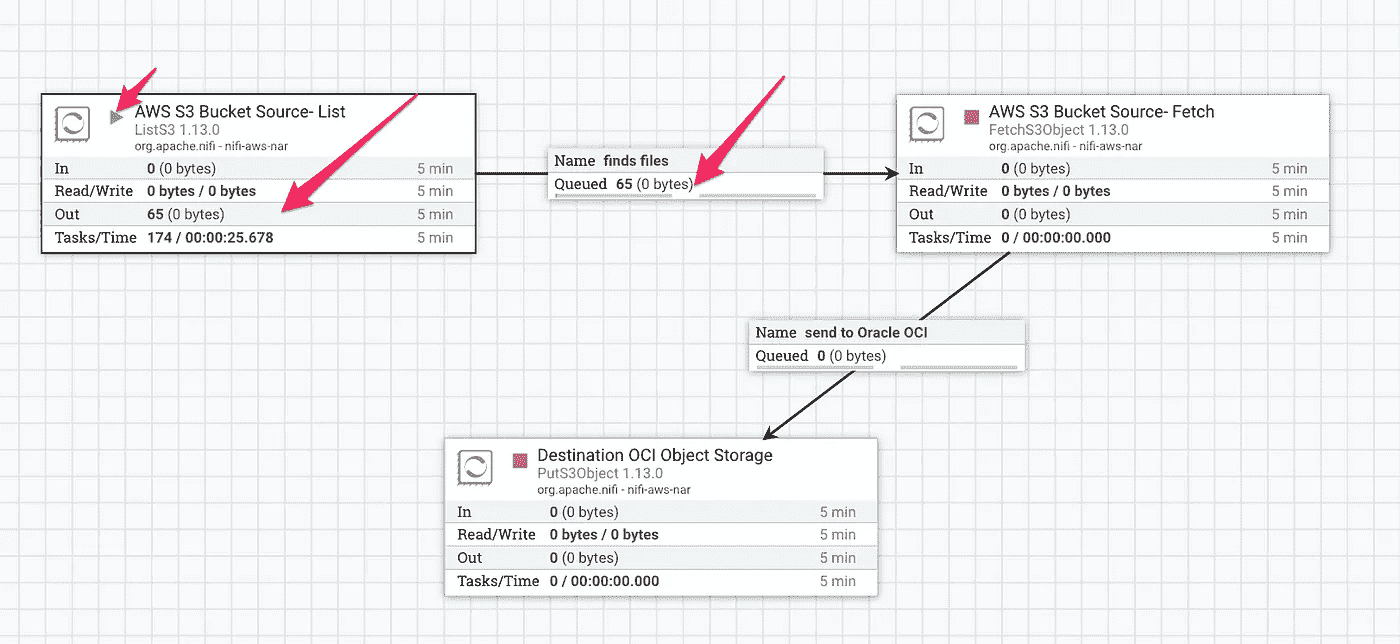 AWS S3 Bucket Source- List
ListS3 1.13.0
org.apache.nifi - nifi-aws-nar
In 0 (0 bytes) 5 min
Read/Write 0 bytes / 0 bytes 5 min
Out 65 (0 bytes) 5 min
Tasks/Time 174 / 00:00:25.678 5 min
Name finds files
Queued 65 (0 bytes)
AWS S3 Bucket Source- Fetch
FetchS3Object 1.13.0
org.apache.nifi - nifi-aws-nar
In 0 (0 bytes) 5 min
Read/Write 0 bytes / 0 bytes 5 min
Out 0 (0 bytes) 5 min
Tasks/Time 0 / 00:00:00.000 5 min
Name send to Oracle OCI
Queued 0 (0 bytes)
Destination OCI Object Storage
PutS3Object 1.13.0
org.apache.nifi - nifi-aws-nar
In 0 (0 bytes) 5 min
Read/Write 0 bytes / 0 bytes 5 min
Out 0 (0 bytes) 5 min
Tasks/Time 0 / 00:00:00.000 5 min